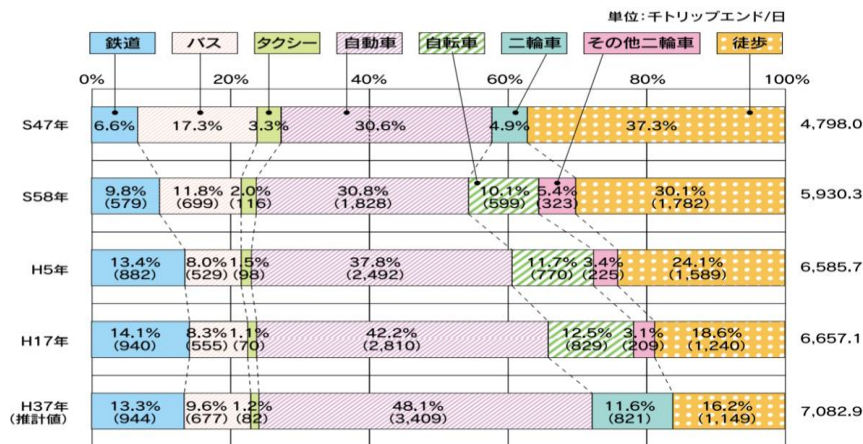 単位:千トリップエンド/日
鉄道 バス タクシー 自動車 自転車 二輪車 その他二輪車 徒歩
0% 20% 40% 60% 80% 100%
S47年 6.6% 17.3% 3.3% 30.6% 4.9% 37.3% 4,798.0
S58年 9.8% 11.8% 2.0% 30.8% 10.1% 5.4% 30.1% 5,930.3
(579) (699) (116) (1,828) (599) (323) (1,782)
H5年 13.4% 8.0% 1.5% 37.8% 11.7% 3.4% 24.1% 6,585.7
(882) (529) (98) (2,492) (770) (225) (1,589)
H17年 14.1% 8.3% 1.1% 42.2% 12.5% 3.1% 18.6% 6,657.1
(940) (555) (70) (2,810) (829) (209) (1,240)
H37年 13.3% 9.6% 1.2% 48.1% 11.6% 16.2% 7,082.9
(推計値) (944) (677) (82) (3,409) (821) (1,149)